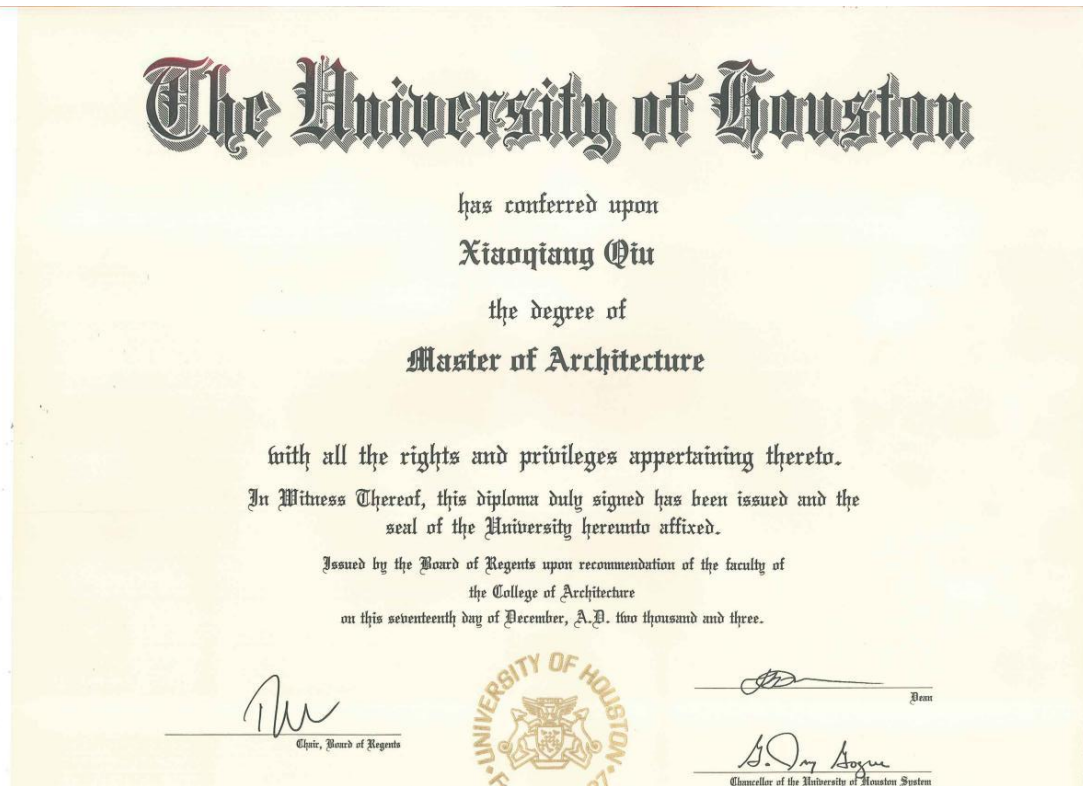 The University of Houston
has conferred upon
Xiaoqiang Qiu
the degree of
Master of Architecture
with all the rights and privileges appertaining thereto.
In Witness Thereof, this diploma duly signed has been issued and the
seal of the University hereunto affixed.
Issued by the Board of Regents upon recommendation of the faculty of
the College of Architecture
on this seventeenth day of December, A.D. two thousand and three.
UNIVERSITY OF HOUSTON
Dean
Chair, Board of Regents
Chancellor of the University of Houston System